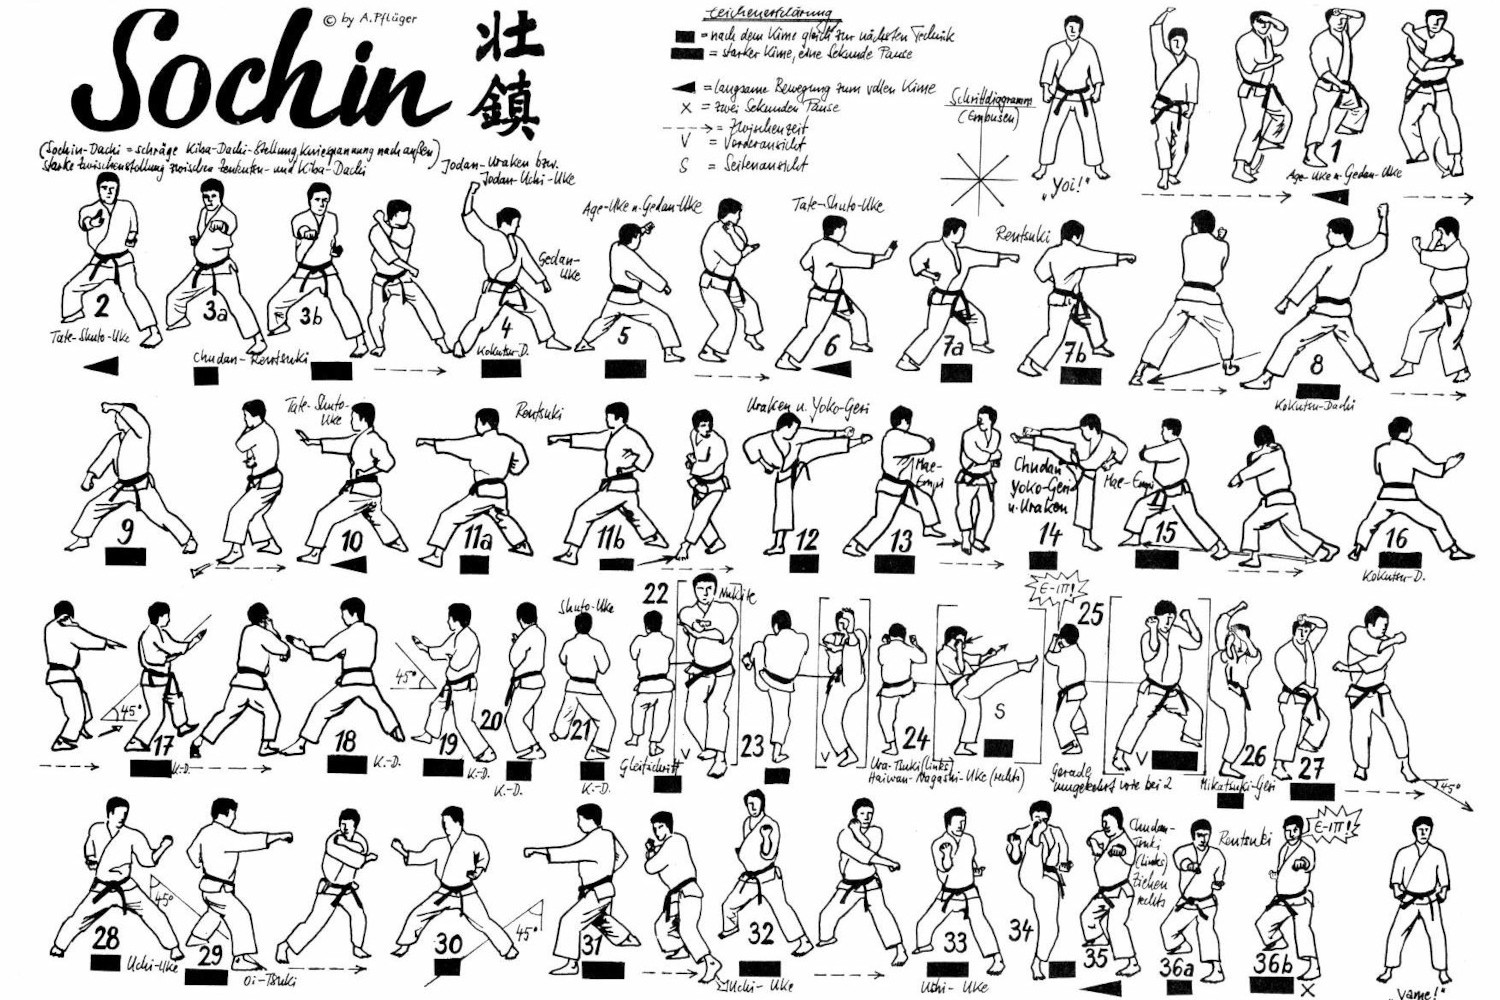 Sochin
© by A.Pflüger
壮
鎮
Zeichenerklärung
= nach dem Kime gleich zur nächsten Technik
= starker Kime, eine Sekunde Pause
= langsame Bewegung zum vollen Kime
X = zwei Sekunden Pause
= Zwischenzeit
V = Vorderansicht
S = Seitenansicht
Schrittdiagramm
(Embusen)
(Sochin-Dachi = schräge Kiba-Dachi-Stellung, Kniespannung nach außen)
Starke Zwischenstellung zwischen Zenkutsu- und Kiba-Dachi
"Yoi!"
1
Age-Uke u. Gedan-Uke
2
Tate-Shuto-Uke
3a
3b
Chudan-Rentsuki
Jodan-Uraken bzw.
Jodan-Uchi-Uke
Gedan-
Uke
4
Kokutsu-D.
Age-Uke u. Gedan-Uke
5
Tate-Shuto-Uke
6
Rentsuki
7a
7b
8
Kokutsu-Dachi
9
Tate-Shuto-
Uke
10
Rentsuki
11a
11b
Uraken u. Yoko-Geri
12
Mae-
Empi
13
Chudan
Yoko-Geri
u. Uraken
14
Mae-Empi
15
16
Kokutsu-D.
45°
17
K.-D.
18
K.-D.
45°
19
K.-D.
20
K.-D.
Shuto-Uke
21
K.-D.
22
Gleitschritt
Nukite
V
23
V
24
Ura-Tsuki (links)
Haiwan-Nagashi-Uke (rechts)
S
E-ITT!
25
Gerade
umgekehrt wie bei 2
V
26
Mikatsuki-Geri
27
45°
28
Uchi-Uke
45°
29
Oi-Tsuki
30
45°
31
32
Uchi-Uke
33
Uchi-Uke
34
Chudan-
Tsuki
(links)
Ziehen
rechts
35
36a
Rentsuki
36b
E-ITT!
X
"Yame!"